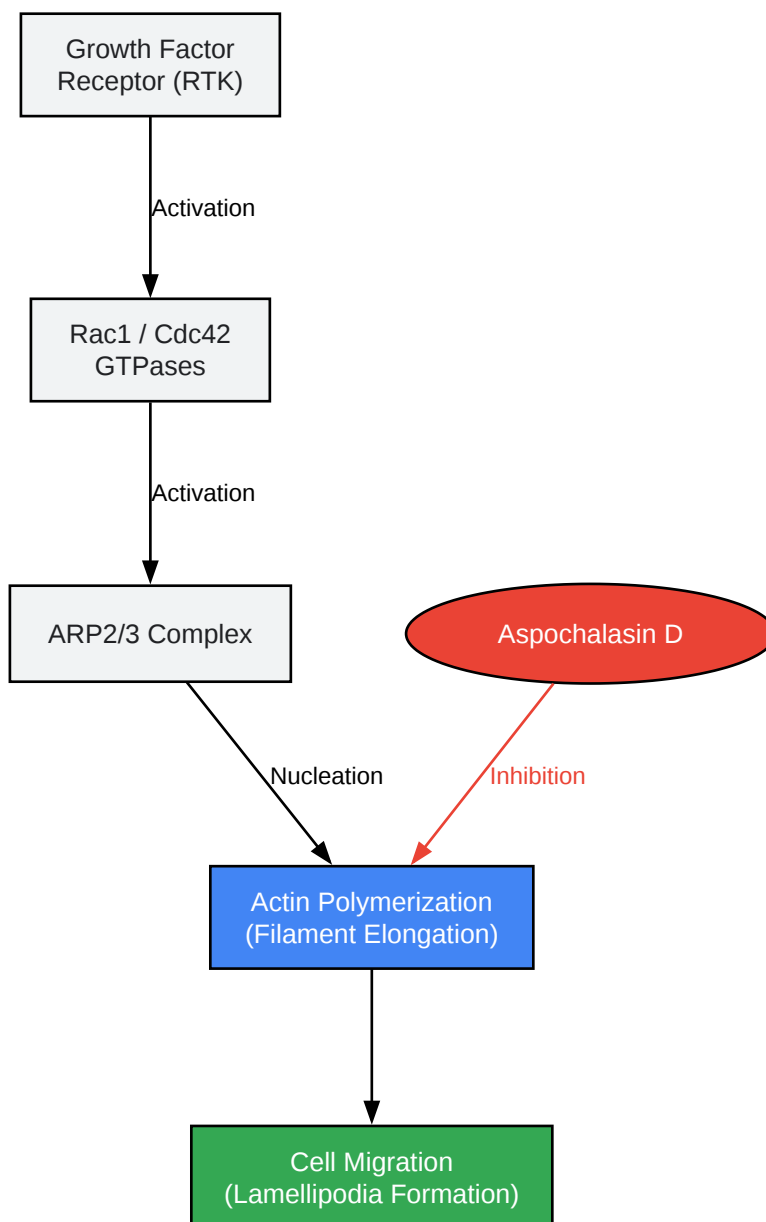 Growth Factor
Receptor (RTK)
Activation
Rac1 / Cdc42
GTPases
Activation
ARP2/3 Complex
Aspochalasin D
Nucleation
Inhibition
Actin Polymerization
(Filament Elongation)
Cell Migration
(Lamellipodia Formation)